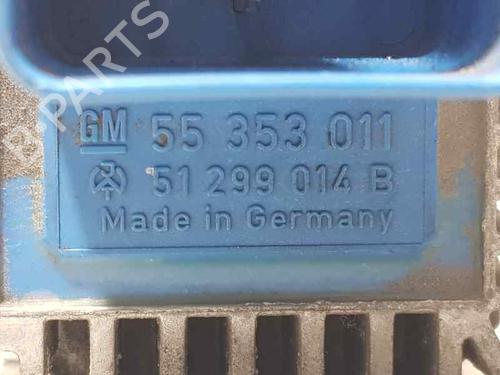 B-PARTS
GM 55 353 011
51 299 014 B
Made in Germany